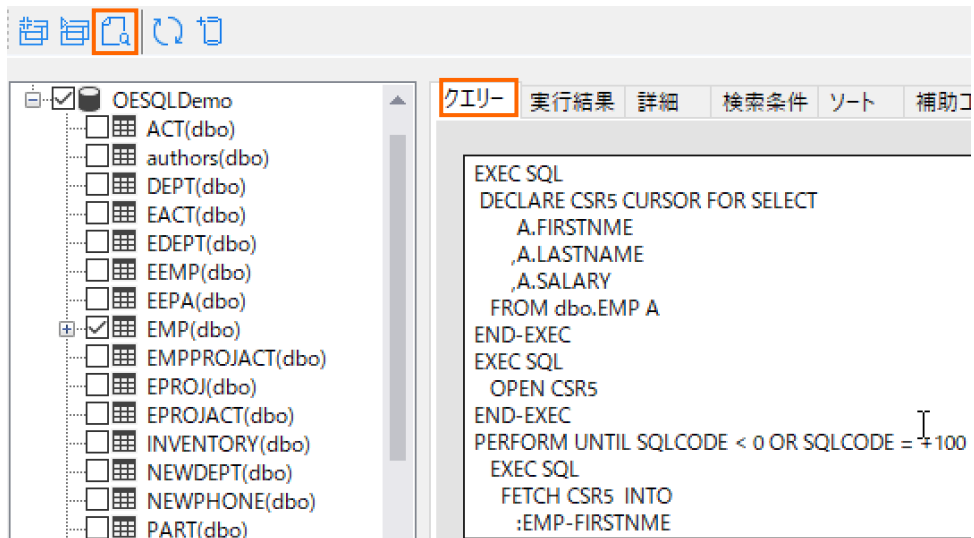 OESQLDemo
ACT(dbo)
authors(dbo)
DEPT(dbo)
EACT(dbo)
EDEPT(dbo)
EEMP(dbo)
EEPA(dbo)
EMP(dbo)
EMPPROJACT(dbo)
EPROJ(dbo)
EPROJACT(dbo)
INVENTORY(dbo)
NEWDEPT(dbo)
NEWPHONE(dbo)
PART(dbo)
クエリー 実行結果 詳細 検索条件 ソート 補助
EXEC SQL
DECLARE CSR5 CURSOR FOR SELECT
A.FIRSTNME
,A.LASTNAME
,A.SALARY
FROM dbo.EMP A
END-EXEC
EXEC SQL
OPEN CSR5
END-EXEC
PERFORM UNTIL SQLCODE < 0 OR SQLCODE = +100
EXEC SQL
FETCH CSR5 INTO
:EMP-FIRSTNME